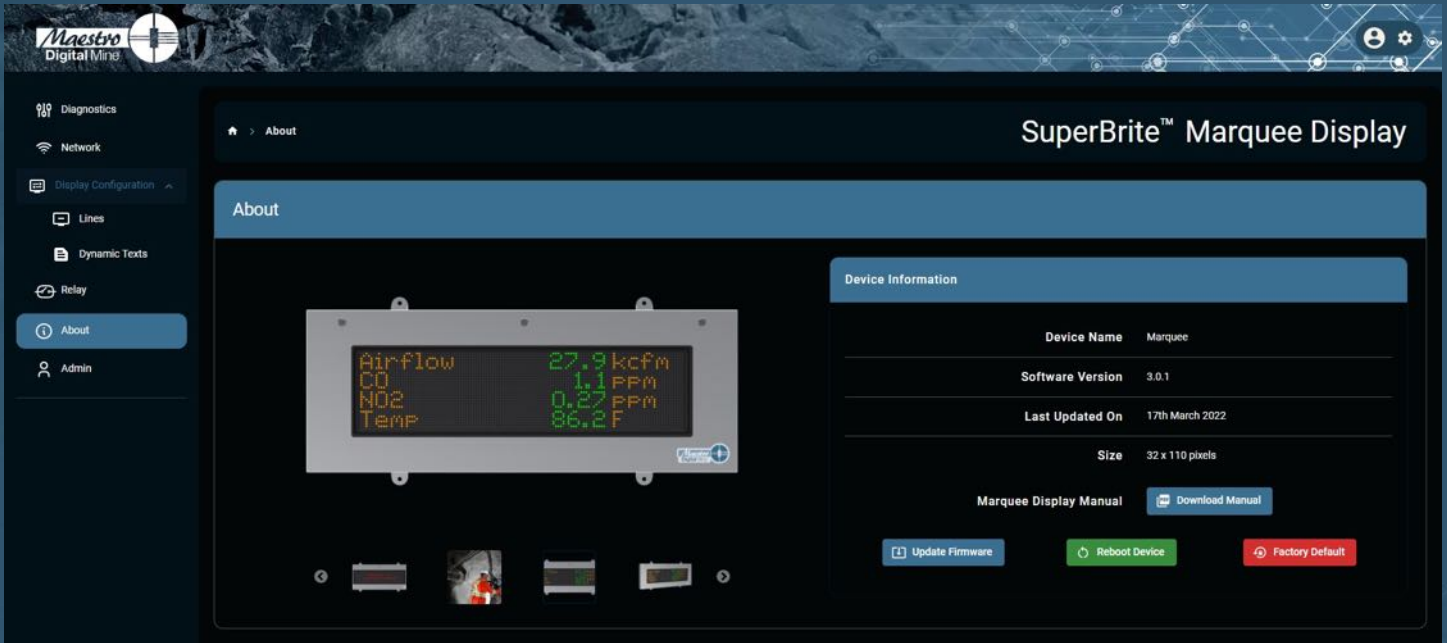 Maestro
Digital Mine
Diagnostics
Network
Display Configuration
Lines
Dynamic Texts
Relay
About
Admin
> About
SuperBrite™ Marquee Display
About
Airflow 27.9 kcfm
CO 1.1 PPM
NO2 0.27 PPM
Temp 86.2 F
Maestro
Device Information
Device Name Marquee
Software Version 3.0.1
Last Updated On 17th March 2022
Size 32 x 110 pixels
Marquee Display Manual Download Manual
Update Firmware Reboot Device Factory Default